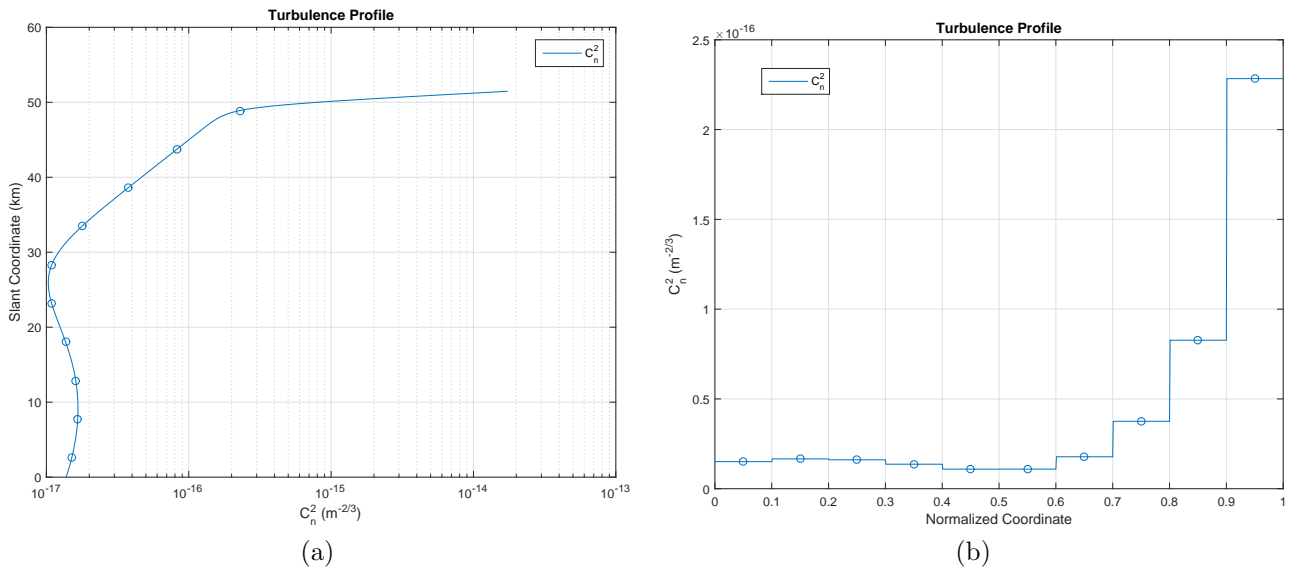 Turbulence Profile
C_n^2
60
50
40
30
20
10
0
Slant Coordinate (km)
10^-17
10^-16
10^-15
10^-14
10^-13
C_n^2 (m^-2/3)
(a)
Turbulence Profile
×10^-16
C_n^2
2.5
2
1.5
1
0.5
0
C_n^2 (m^-2/3)
0 0.1 0.2 0.3 0.4 0.5 0.6 0.7 0.8 0.9 1
Normalized Coordinate
(b)